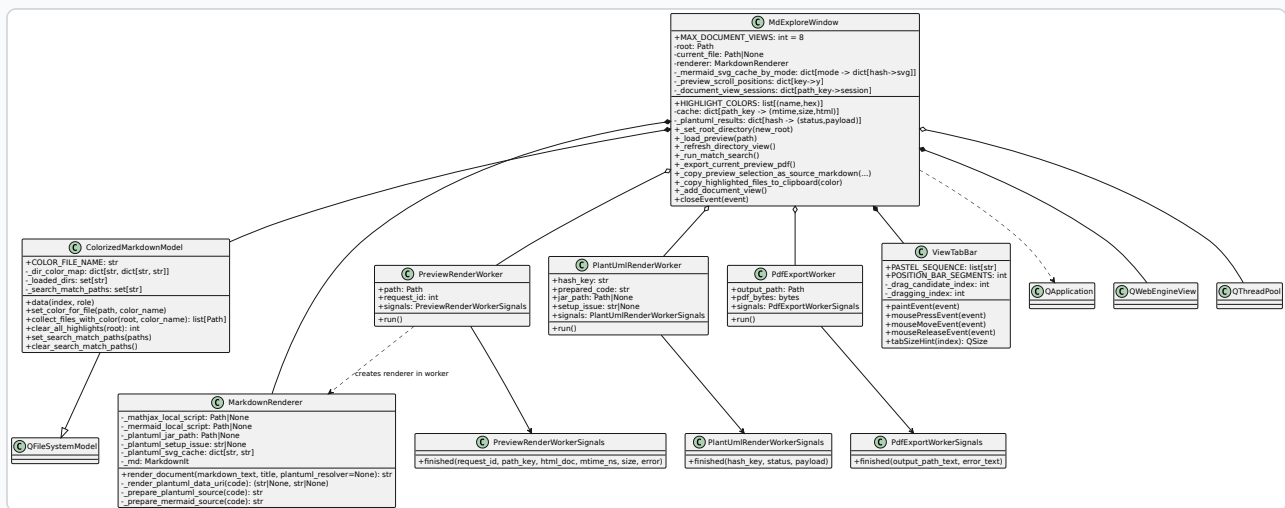 C MdExploreWindow
+MAX_DOCUMENT_VIEWS: int = 8
-root: Path
-current_file: Path|None
-renderer: MarkdownRenderer
-_mermaid_svg_cache_by_mode: dict[mode -> dict[hash->svg]]
-_preview_scroll_positions: dict[key->y]
-_document_view_sessions: dict[path_key->session]
+HIGHLIGHT_COLORS: list[(name,hex)]
-cache: dict[path_key -> (mtime,size,html)]
-_plantuml_results: dict[hash -> (status,payload)]
+_set_root_directory(new_root)
+_load_preview(path)
+_refresh_directory_view()
+_run_match_search()
+_export_current_preview_pdf()
+_copy_preview_selection_as_source_markdown(...)
+_copy_highlighted_files_to_clipboard(color)
+_add_document_view()
+closeEvent(event)
C ColorizedMarkdownModel
+COLOR_FILE_NAME: str
-_dir_color_map: dict[str, dict[str, str]]
-_loaded_dirs: set[str]
-_search_match_paths: set[str]
+data(index, role)
+set_color_for_file(path, color_name)
+collect_files_with_color(root, color_name): list[Path]
+clear_all_highlights(root): int
+set_search_match_paths(paths)
+clear_search_match_paths()
C PreviewRenderWorker
+path: Path
+request_id: int
+signals: PreviewRenderWorkerSignals
+run()
C PlantUmlRenderWorker
+hash_key: str
+prepared_code: str
+jar_path: Path|None
+setup_issue: str|None
+signals: PlantUmlRenderWorkerSignals
+run()
C PdfExportWorker
+output_path: Path
+pdf_bytes: bytes
+signals: PdfExportWorkerSignals
+run()
C ViewTabBar
+PASTEL_SEQUENCE: list[str]
+POSITION_BAR_SEGMENTS: int
-_drag_candidate_index: int
-_dragging_index: int
+paintEvent(event)
+mousePressEvent(event)
+mouseMoveEvent(event)
+mouseReleaseEvent(event)
+tabSizeHint(index): QSize
C QApplication
C QWebEngineView
C QThreadPool
creates renderer in worker
C QFileSystemModel
C MarkdownRenderer
-_mathjax_local_script: Path|None
-_mermaid_local_script: Path|None
-_plantuml_jar_path: Path|None
-_plantuml_setup_issue: str|None
-_plantuml_svg_cache: dict[str, str]
-_md: MarkdownIt
+render_document(markdown_text, title, plantuml_resolver=None): str
-_render_plantuml_data_uri(code): (str|None, str|None)
-_prepare_plantuml_source(code): str
-_prepare_mermaid_source(code): str
C PreviewRenderWorkerSignals
+finished(request_id, path_key, html_doc, mtime_ns, size, error)
C PlantUmlRenderWorkerSignals
+finished(hash_key, status, payload)
C PdfExportWorkerSignals
+finished(output_path_text, error_text)